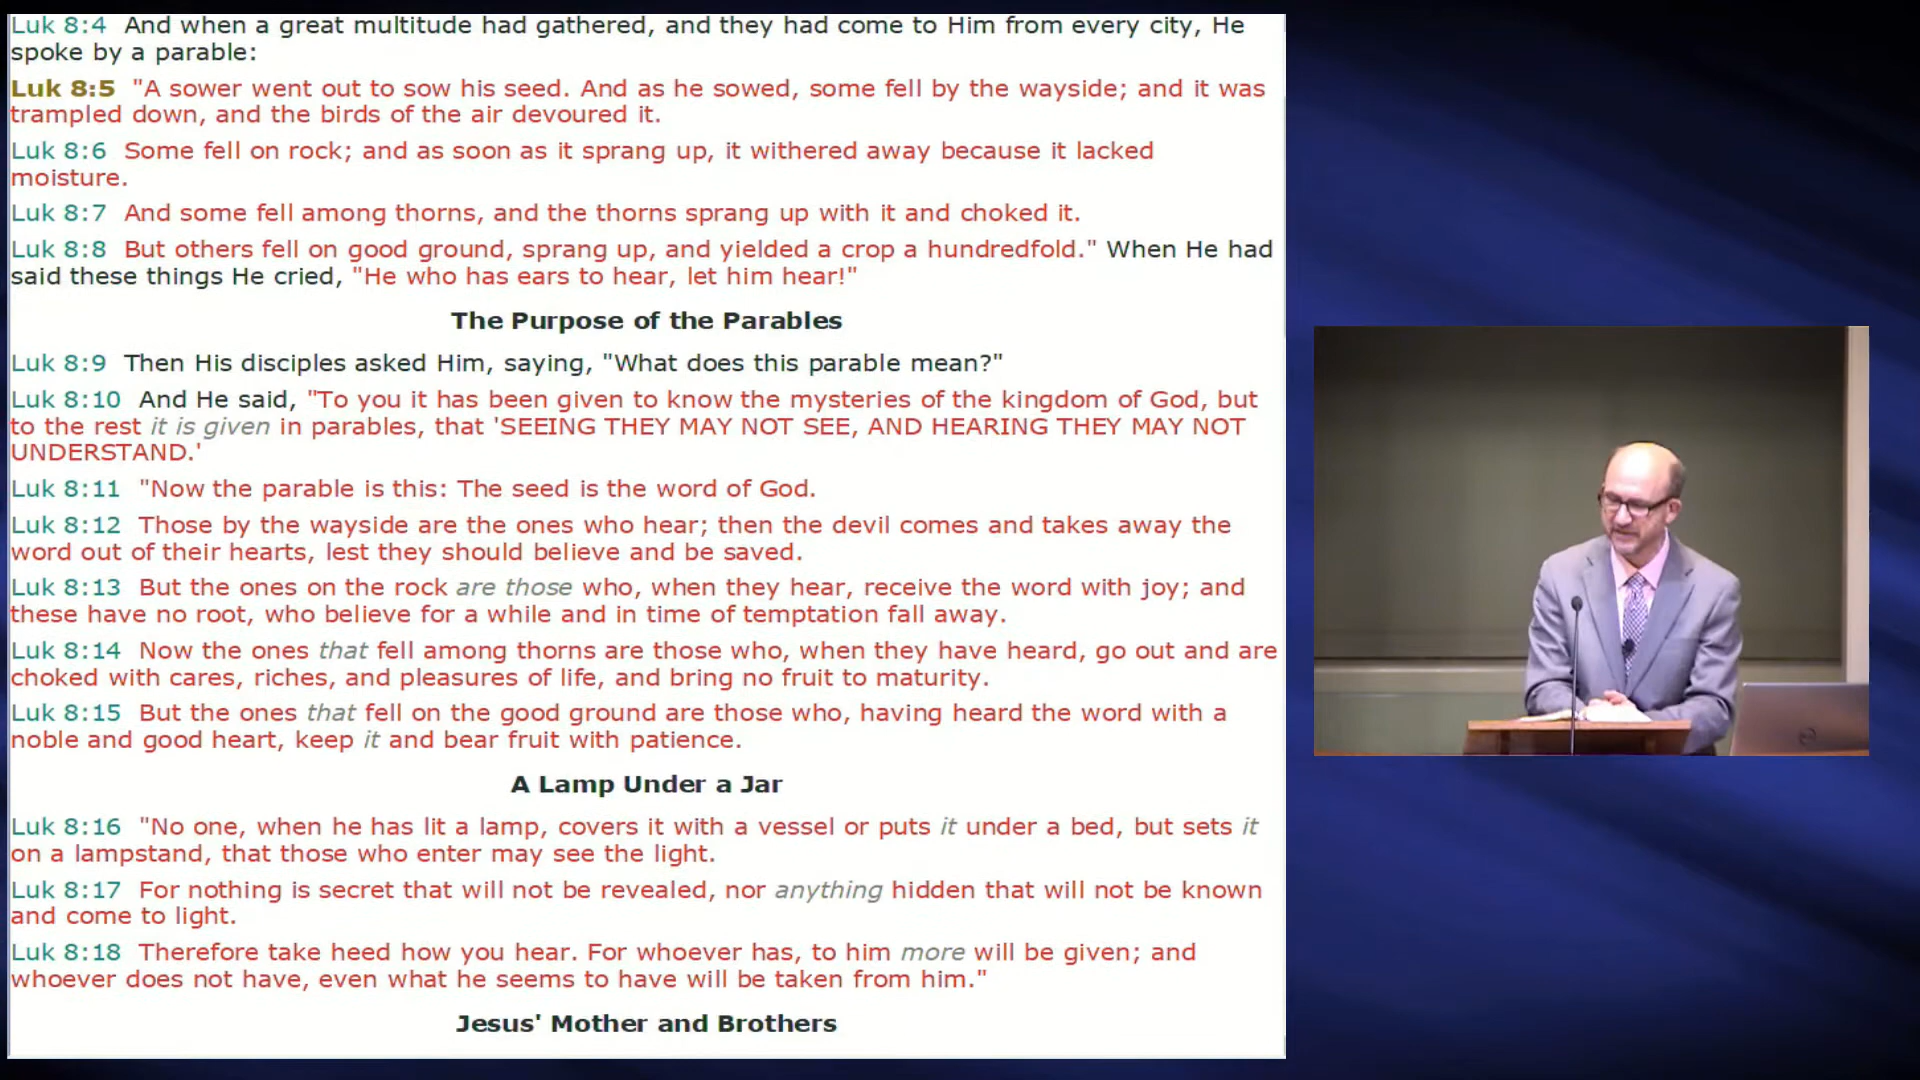 Luk 8:4 And when a great multitude had gathered, and they had come to Him from every city, He
spoke by a parable:
Luk 8:5 "A sower went out to sow his seed. And as he sowed, some fell by the wayside; and it was
trampled down, and the birds of the air devoured it.
Luk 8:6 Some fell on rock; and as soon as it sprang up, it withered away because it lacked
moisture.
Luk 8:7 And some fell among thorns, and the thorns sprang up with it and choked it.
Luk 8:8 But others fell on good ground, sprang up, and yielded a crop a hundredfold." When He had
said these things He cried, "He who has ears to hear, let him hear!"
The Purpose of the Parables
Luk 8:9 Then His disciples asked Him, saying, "What does this parable mean?"
Luk 8:10 And He said, "To you it has been given to know the mysteries of the kingdom of God, but
to the rest it is given in parables, that 'SEEING THEY MAY NOT SEE, AND HEARING THEY MAY NOT
UNDERSTAND.'
Luk 8:11 "Now the parable is this: The seed is the word of God.
Luk 8:12 Those by the wayside are the ones who hear; then the devil comes and takes away the
word out of their hearts, lest they should believe and be saved.
Luk 8:13 But the ones on the rock are those who, when they hear, receive the word with joy; and
these have no root, who believe for a while and in time of temptation fall away.
Luk 8:14 Now the ones that fell among thorns are those who, when they have heard, go out and are
choked with cares, riches, and pleasures of life, and bring no fruit to maturity.
Luk 8:15 But the ones that fell on the good ground are those who, having heard the word with a
noble and good heart, keep it and bear fruit with patience.
A Lamp Under a Jar
Luk 8:16 "No one, when he has lit a lamp, covers it with a vessel or puts it under a bed, but sets it
on a lampstand, that those who enter may see the light.
Luk 8:17 For nothing is secret that will not be revealed, nor anything hidden that will not be known
and come to light.
Luk 8:18 Therefore take heed how you hear. For whoever has, to him more will be given; and
whoever does not have, even what he seems to have will be taken from him."
Jesus' Mother and Brothers